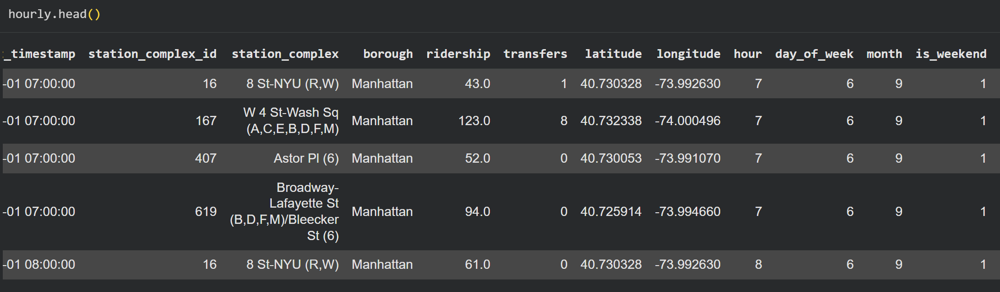 hourly.head()
_timestamp station_complex_id station_complex borough ridership transfers latitude longitude hour day_of_week month is_weekend
-01 07:00:00 16 8 St-NYU (R,W) Manhattan 43.0 1 40.730328 -73.992630 7 6 9 1
-01 07:00:00 167 W 4 St-Wash Sq (A,C,E,B,D,F,M) Manhattan 123.0 8 40.732338 -74.000496 7 6 9 1
-01 07:00:00 407 Astor Pl (6) Manhattan 52.0 0 40.730053 -73.991070 7 6 9 1
-01 07:00:00 619 Broadway-Lafayette St (B,D,F,M)/Bleecker St (6) Manhattan 94.0 0 40.725914 -73.994660 7 6 9 1
-01 08:00:00 16 8 St-NYU (R,W) Manhattan 61.0 0 40.730328 -73.992630 8 6 9 1